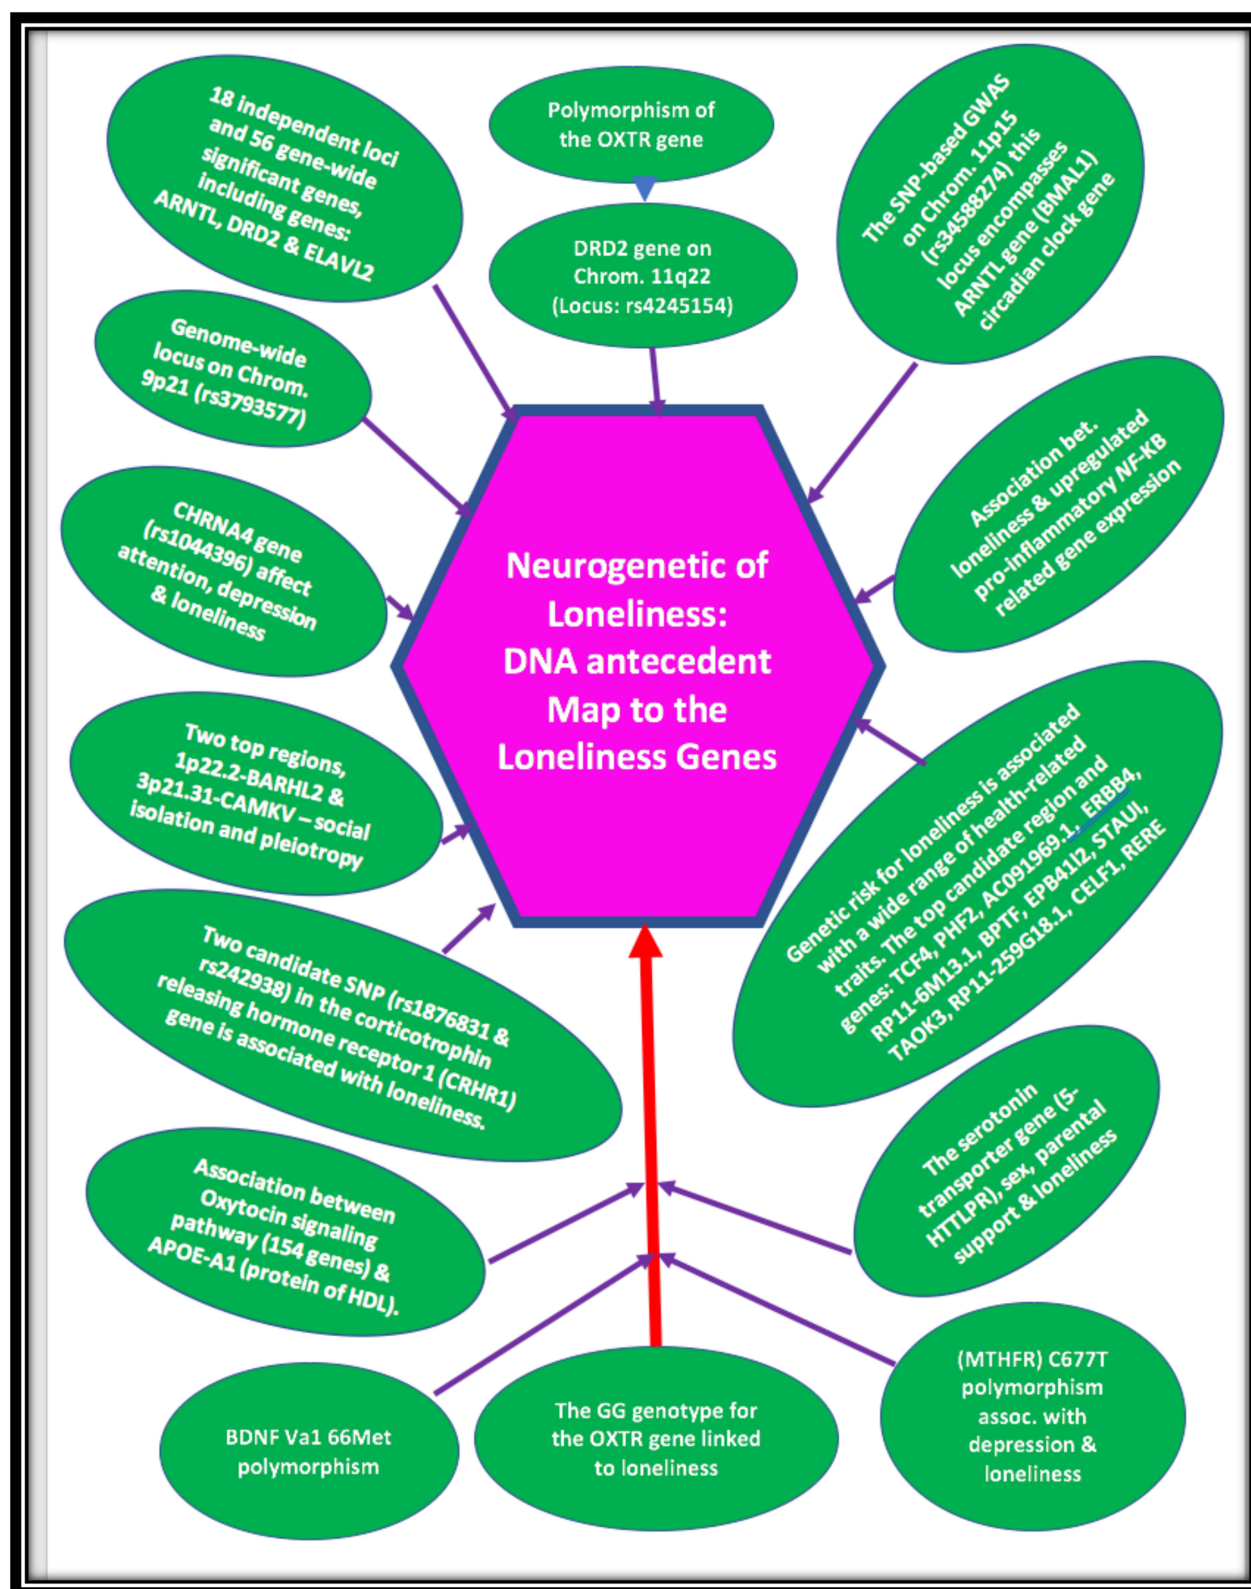 18 independent loci
and 56 gene-wide
significant genes,
including genes:
ARNTL, DRD2 & ELAVL2
Polymorphism of
the OXTR gene
The SNP-based GWAS
on Chrom. 11p15
(rs34588274) this
locus encompasses
ARNTL gene (BMAL1)
circadian clock gene
DRD2 gene on
Chrom. 11q22
(Locus: rs4245154)
Genome-wide
locus on Chrom.
9p21 (rs3793577)
Association bet.
loneliness & upregulated
pro-inflammatory NF-KB
related gene expression
CHRNA4 gene
(rs1044396) affect
attention, depression
& loneliness
Neurogenetic of
Loneliness:
DNA antecedent
Map to the
Loneliness Genes
Two top regions,
1p22.2-BARHL2 &
3p21.31-CAMKV – social
isolation and pleiotropy
Genetic risk for loneliness is associated
with a wide range of health-related
traits. The top candidate region and
genes: TCF4, PHF2, AC091969.1, ERBB4,
RP11-6M13.1, BPTF, EPB41l2, STAUI,
TAOK3, RP11-259G18.1, CELF1, RERE
Two candidate SNP (rs1876831 &
rs242938) in the corticotrophin
releasing hormone receptor 1 (CRHR1)
gene is associated with loneliness.
The serotonin
transporter gene (5-
HTTLPR), sex, parental
support & loneliness
Association between
Oxytocin signaling
pathway (154 genes) &
APOE-A1 (protein of HDL).
BDNF Va1 66Met
polymorphism
The GG genotype for
the OXTR gene linked
to loneliness
(MTHFR) C677T
polymorphism
assoc. with
depression &
loneliness